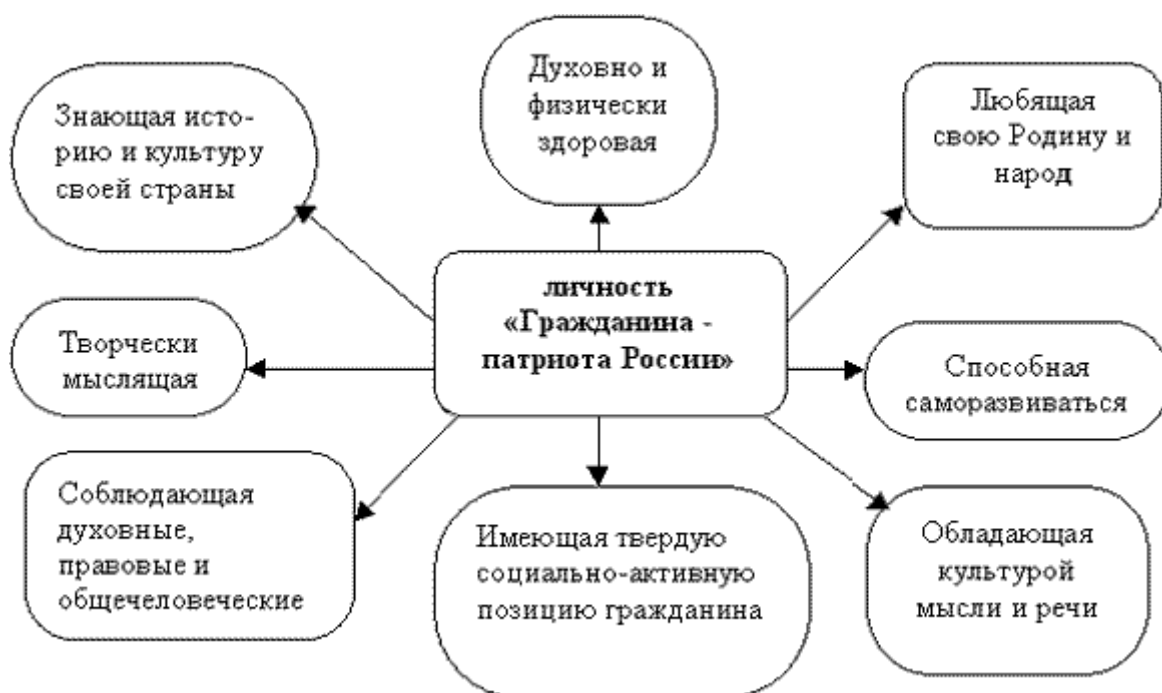 Духовно и
физически
здоровая
Знающая исто-
рию и культуру
своей страны
Любящая
свою Родину и
народ
личность
«Гражданина -
патриота России»
Творчески
мыслящая
Способная
саморазвиваться
Соблюдающая
духовные,
правовые и
общечеловеческие
Имеющая твердую
социально-активную
позицию гражданина
Обладающая
культурой
мысли и речи